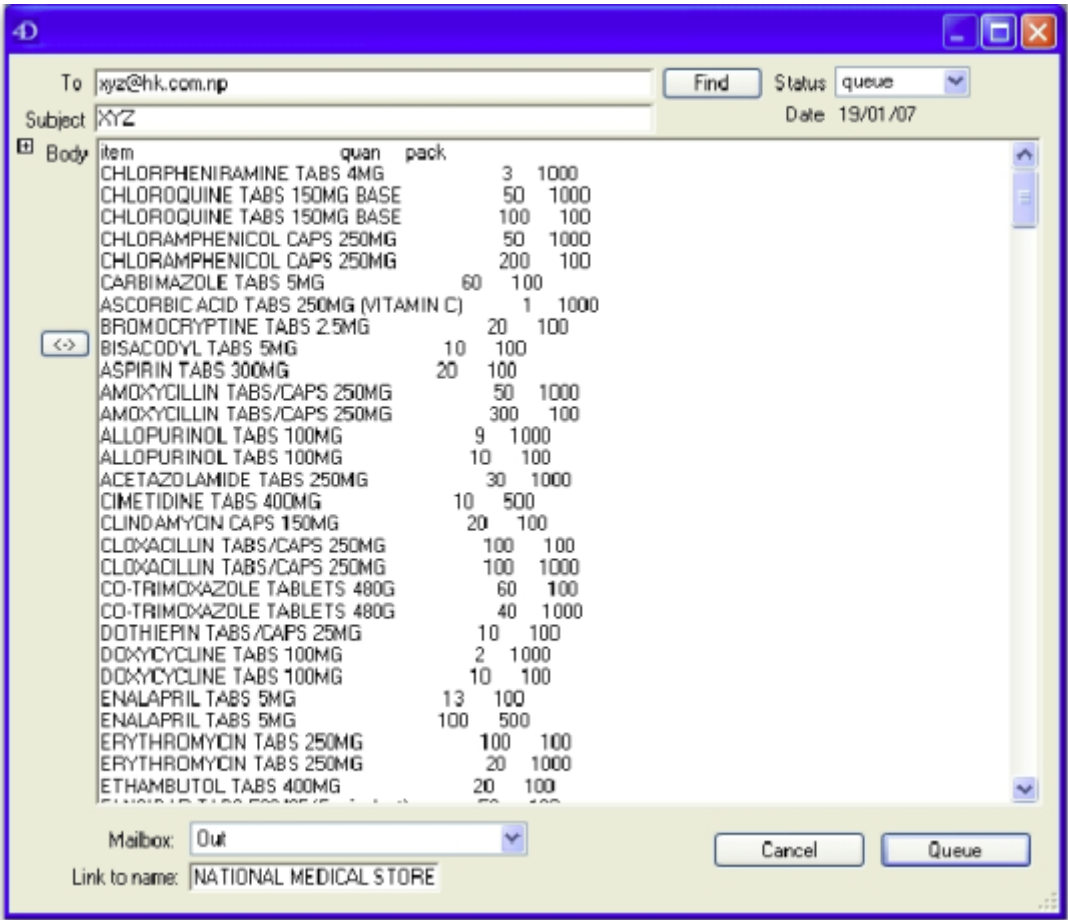 4D
To xyz@hk.com.np Find Status queue
Subject XYZ Date 19/01/07
Body item quan pack
CHLORPHENIRAMINE TABS 4MG 3 1000
CHLOROQUINE TABS 150MG BASE 50 1000
CHLOROQUINE TABS 150MG BASE 100 100
CHLORAMPHENICOL CAPS 250MG 50 1000
CHLORAMPHENICOL CAPS 250MG 200 100
CARBIMAZOLE TABS 5MG 60 100
ASCORBIC ACID TABS 250MG (VITAMIN C) 1 1000
BROMOCRYPTINE TABS 2.5MG 20 100
<-> BISACODYL TABS 5MG 10 100
ASPIRIN TABS 300MG 20 100
AMOXYCILLIN TABS/CAPS 250MG 50 1000
AMOXYCILLIN TABS/CAPS 250MG 300 100
ALLOPURINOL TABS 100MG 9 1000
ALLOPURINOL TABS 100MG 10 100
ACETAZOLAMIDE TABS 250MG 30 1000
CIMETIDINE TABS 400MG 10 500
CLINDAMYCIN CAPS 150MG 20 100
CLOXACILLIN TABS/CAPS 250MG 100 100
CLOXACILLIN TABS/CAPS 250MG 100 1000
CO-TRIMOXAZOLE TABLETS 480G 60 100
CO-TRIMOXAZOLE TABLETS 480G 40 1000
DOTHIEPIN TABS/CAPS 25MG 10 100
DOXYCYCLINE TABS 100MG 2 1000
DOXYCYCLINE TABS 100MG 10 100
ENALAPRIL TABS 5MG 13 100
ENALAPRIL TABS 5MG 100 500
ERYTHROMYCIN TABS 250MG 100 100
ERYTHROMYCIN TABS 250MG 20 1000
ETHAMBUTOL TABS 400MG 20 100
Mailbox: Out Cancel Queue
Link to name: NATIONAL MEDICAL STORE